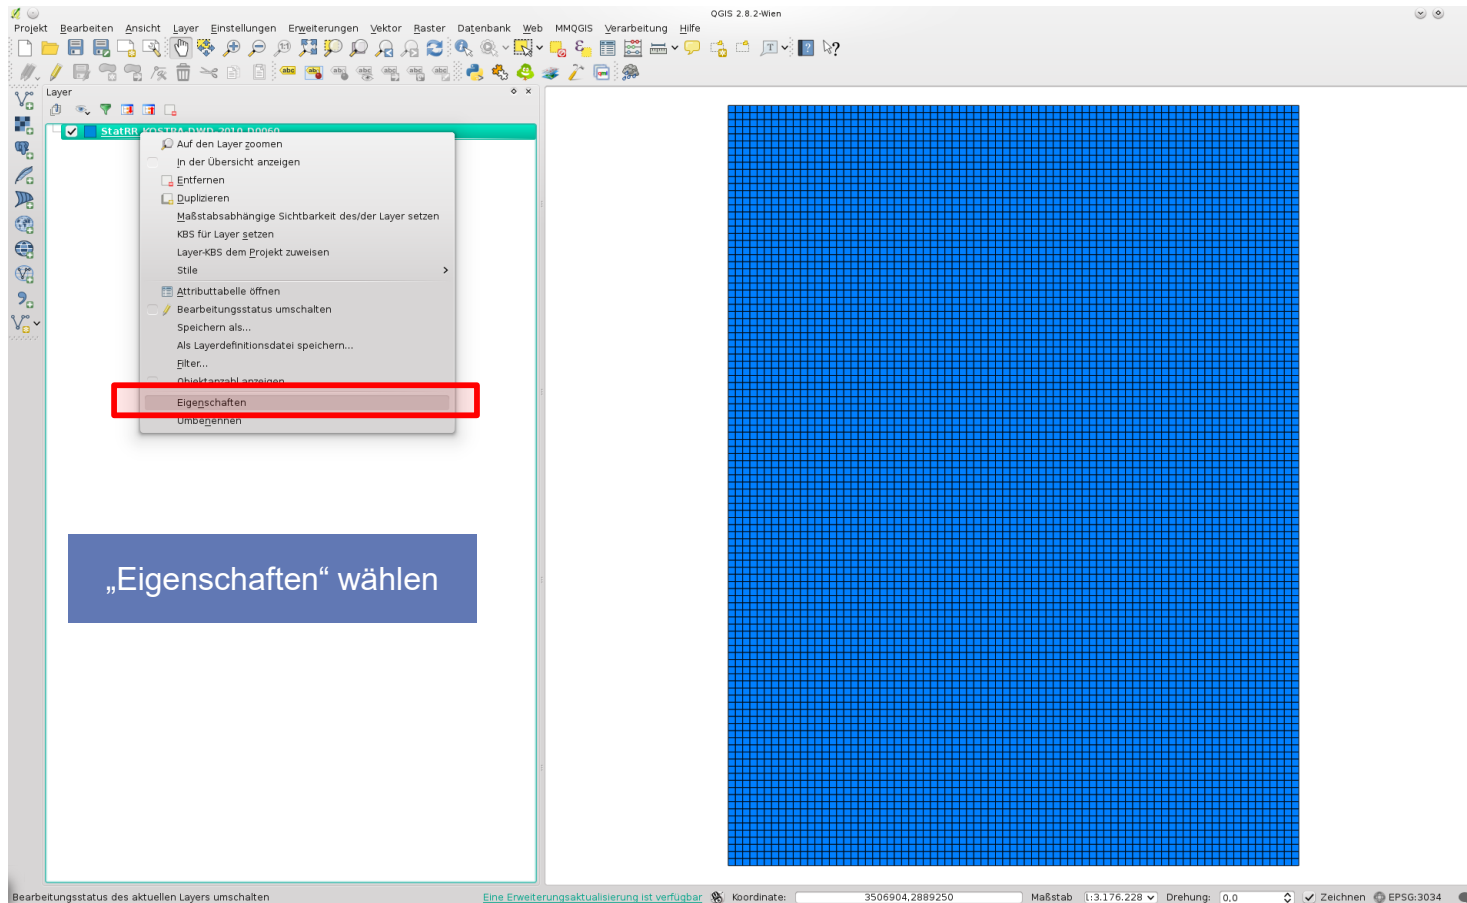 QGIS 2.8.2-Wien
Projekt Bearbeiten Ansicht Layer Einstellungen Erweiterungen Vektor Raster Datenbank Web MMQGIS Verarbeitung Hilfe
Layer
StatRR_KOSTRA-DWD-2010_D0060
Auf den Layer zoomen
In der Übersicht anzeigen
Entfernen
Duplizieren
Maßstabsabhängige Sichtbarkeit des/der Layer setzen
KBS für Layer setzen
Layer-KBS dem Projekt zuweisen
Stile
Attributtabelle öffnen
Bearbeitungsstatus umschalten
Speichern als...
Als Layerdefinitionsdatei speichern...
Filter...
Objektanzahl anzeigen
Eigenschaften
Umbenennen
„Eigenschaften“ wählen
Bearbeitungsstatus des aktuellen Layers umschalten Eine Erweiterungsaktualisierung ist verfügbar Koordinate: 3506904,2889250 Maßstab 1:3.176.228 Drehung: 0,0 Zeichnen EPSG:3034